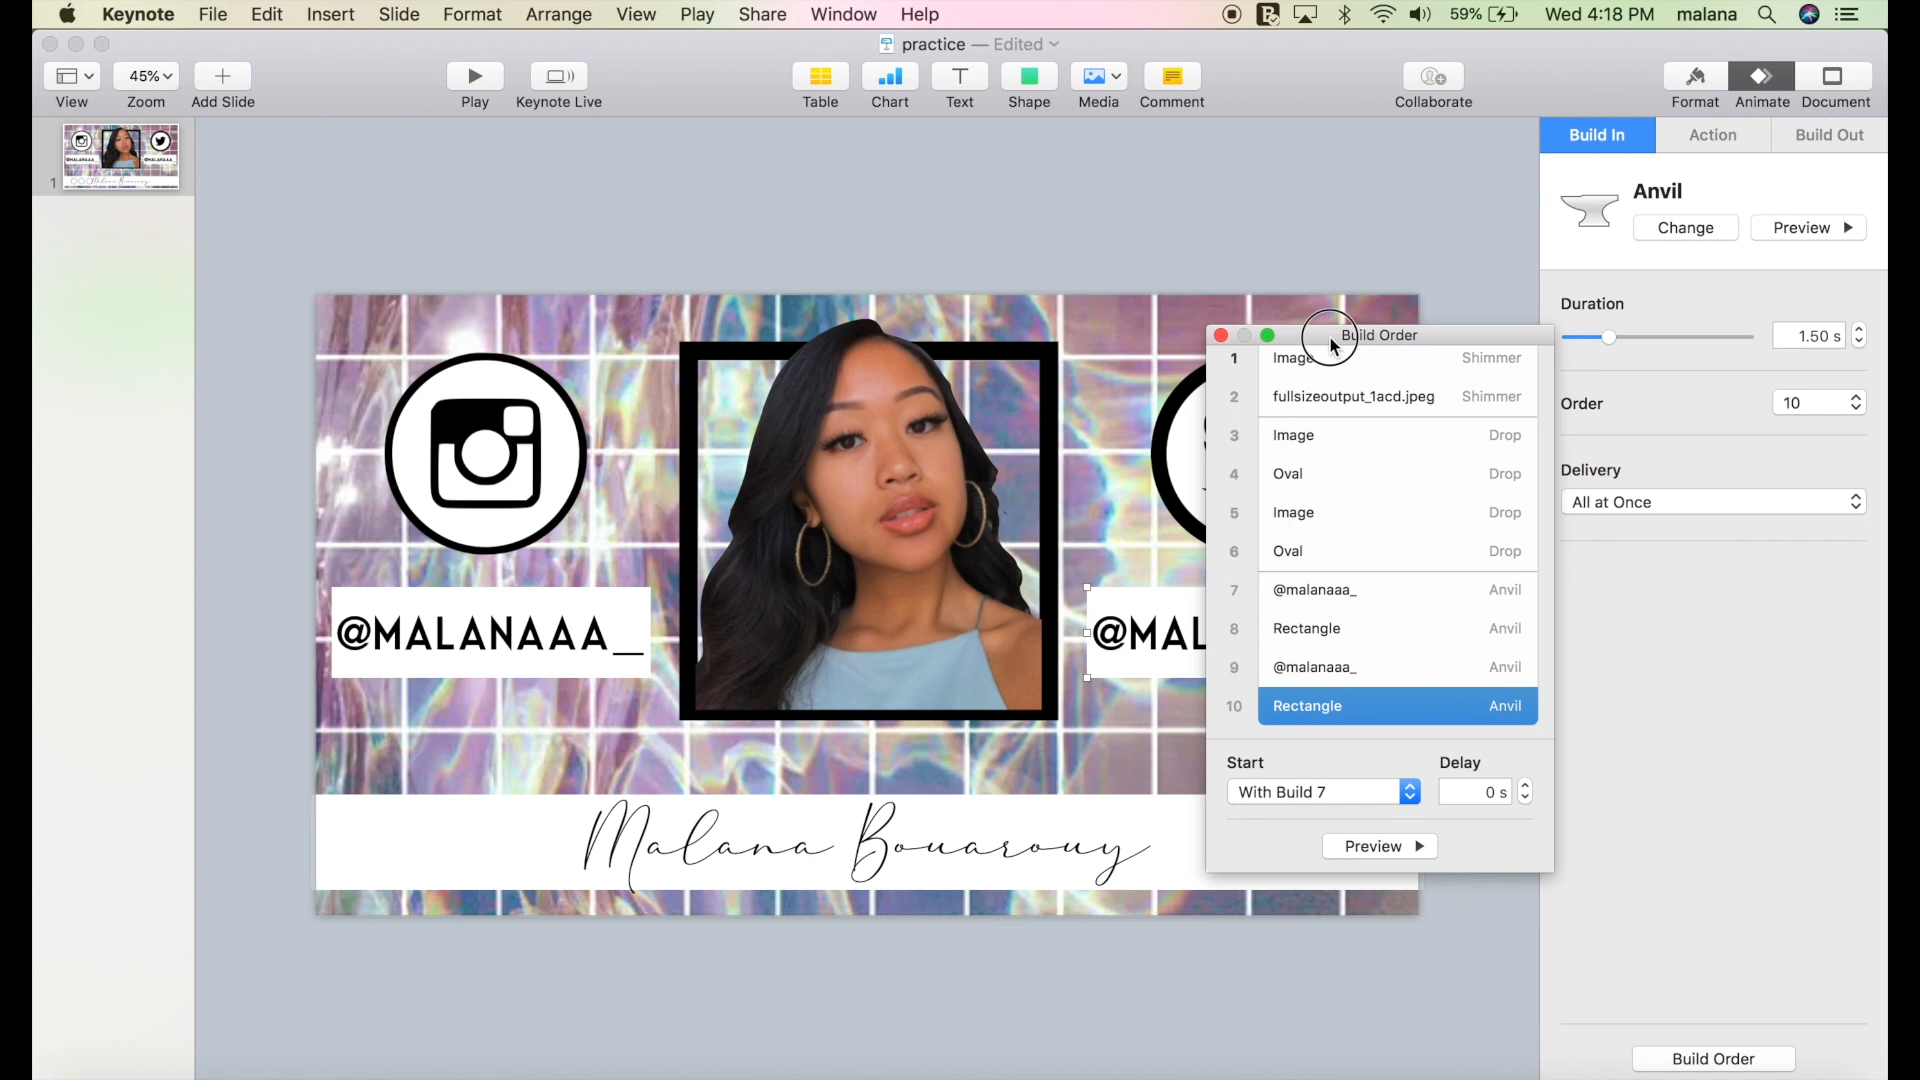 Keynote File Edit Insert Slide Format Arrange View Play Share Window Help 59% Wed 4:18 PM malana
practice — Edited
45%
View Zoom Add Slide Play Keynote Live Table Chart Text Shape Media Comment Collaborate Format Animate Document
Build In Action Build Out
1
Anvil
Change Preview
Duration
1.50 s
Order 10
Delivery
All at Once
Build Order
1 Image Shimmer
2 fullsizeoutput_1acd.jpeg Shimmer
3 Image Drop
4 Oval Drop
5 Image Drop
6 Oval Drop
7 @malanaaa_ Anvil
8 Rectangle Anvil
9 @malanaaa_ Anvil
10 Rectangle Anvil
Start Delay
With Build 7 0 s
Preview
@MALANAAA_
@MAL
Malana Bouarouy
Build Order